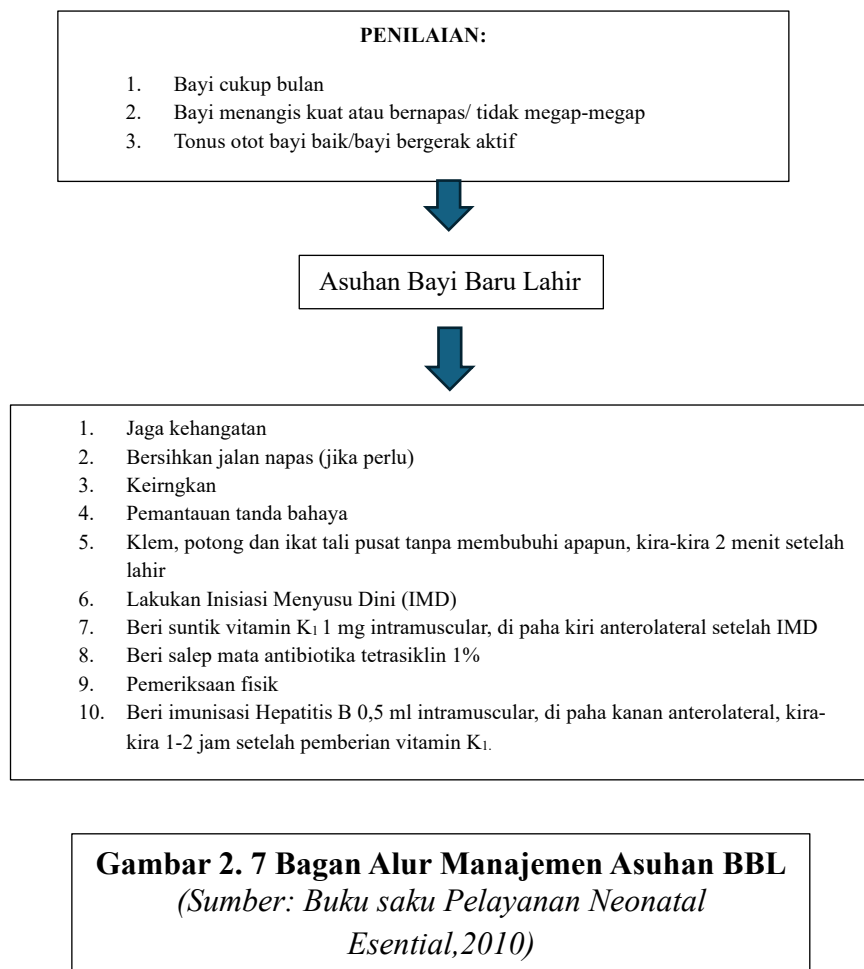 PENILAIAN:
1. Bayi cukup bulan
2. Bayi menangis kuat atau bernapas/ tidak megap-megap
3. Tonus otot bayi baik/bayi bergerak aktif
Asuhan Bayi Baru Lahir
1. Jaga kehangatan
2. Bersihkan jalan napas (jika perlu)
3. Keirngkan
4. Pemantauan tanda bahaya
5. Klem, potong dan ikat tali pusat tanpa membubuhi apapun, kira-kira 2 menit setelah
lahir
6. Lakukan Inisiasi Menyusu Dini (IMD)
7. Beri suntik vitamin K₁ 1 mg intramuscular, di paha kiri anterolateral setelah IMD
8. Beri salep mata antibiotika tetrasiklin 1%
9. Pemeriksaan fisik
10. Beri imunisasi Hepatitis B 0,5 ml intramuscular, di paha kanan anterolateral, kira-
kira 1-2 jam setelah pemberian vitamin K₁.
Gambar 2. 7 Bagan Alur Manajemen Asuhan BBL
(Sumber: Buku saku Pelayanan Neonatal
Esential,2010)